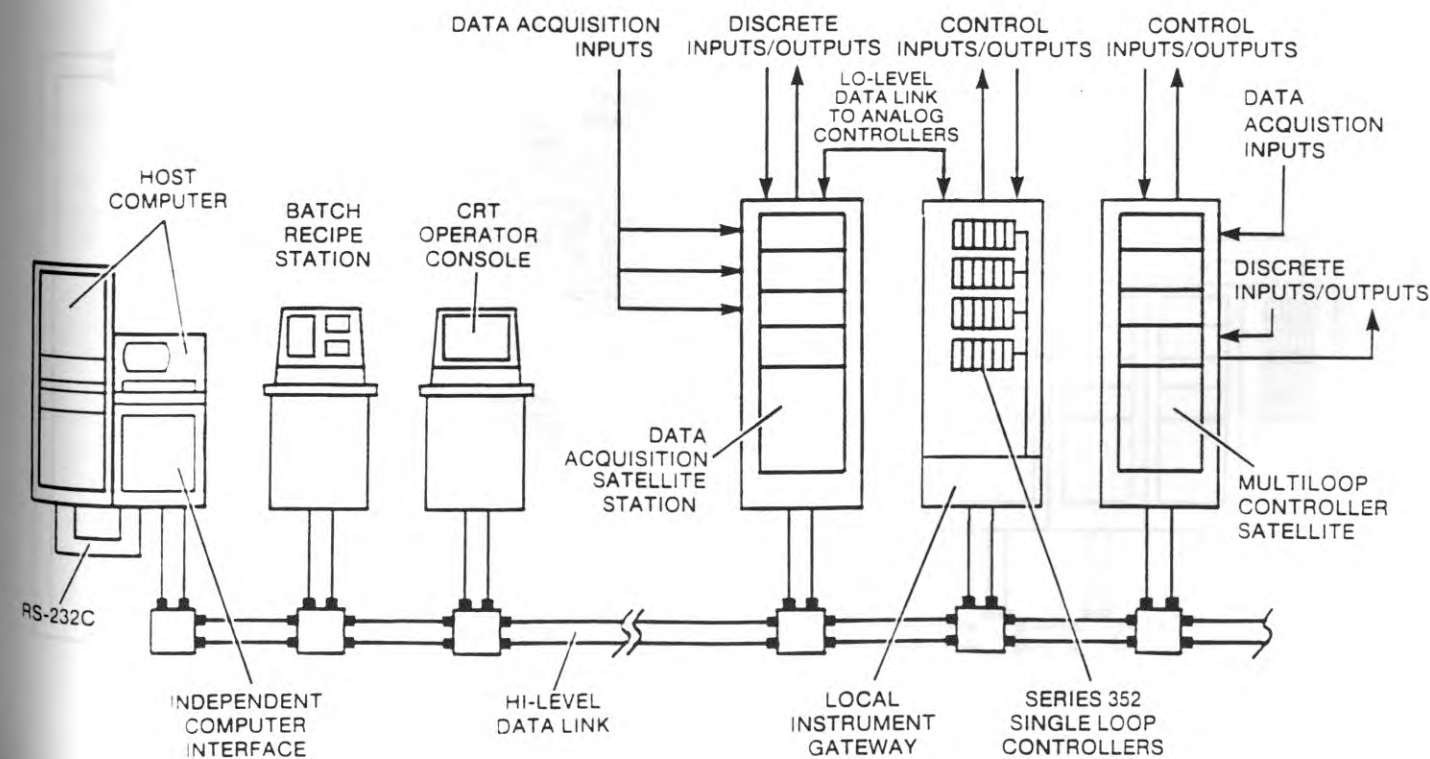 DATA ACQUISITION
INPUTS
DISCRETE
INPUTS/OUTPUTS
CONTROL
INPUTS/OUTPUTS
CONTROL
INPUTS/OUTPUTS
LO-LEVEL
DATA LINK
TO ANALOG
CONTROLLERS
DATA
ACQUISTION
INPUTS
HOST
COMPUTER
BATCH
RECIPE
STATION
CRT
OPERATOR
CONSOLE
DISCRETE
INPUTS/OUTPUTS
DATA
ACQUISITION
SATELLITE
STATION
MULTILOOP
CONTROLLER
SATELLITE
RS-232C
INDEPENDENT
COMPUTER
INTERFACE
HI-LEVEL
DATA LINK
LOCAL
INSTRUMENT
GATEWAY
SERIES 352
SINGLE LOOP
CONTROLLERS